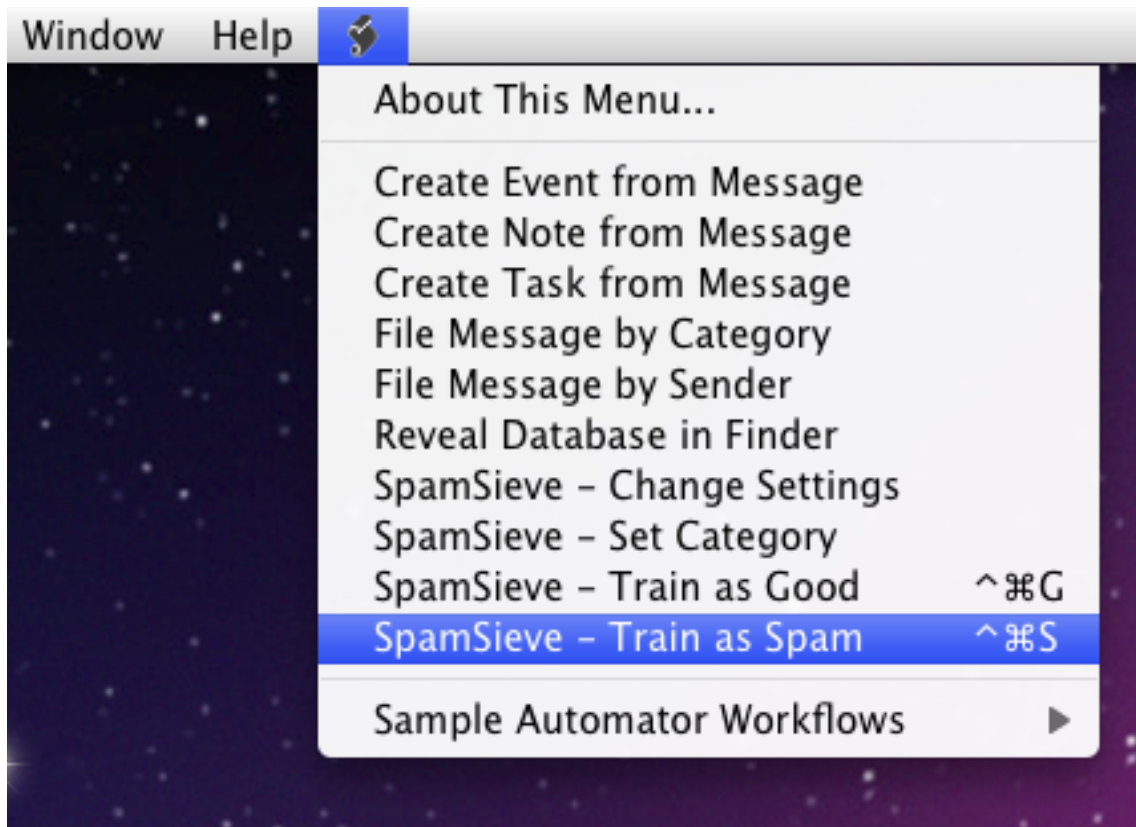 Window Help
About This Menu...
Create Event from Message
Create Note from Message
Create Task from Message
File Message by Category
File Message by Sender
Reveal Database in Finder
SpamSieve – Change Settings
SpamSieve – Set Category
SpamSieve – Train as Good ^⌘G
SpamSieve – Train as Spam ^⌘S
Sample Automator Workflows